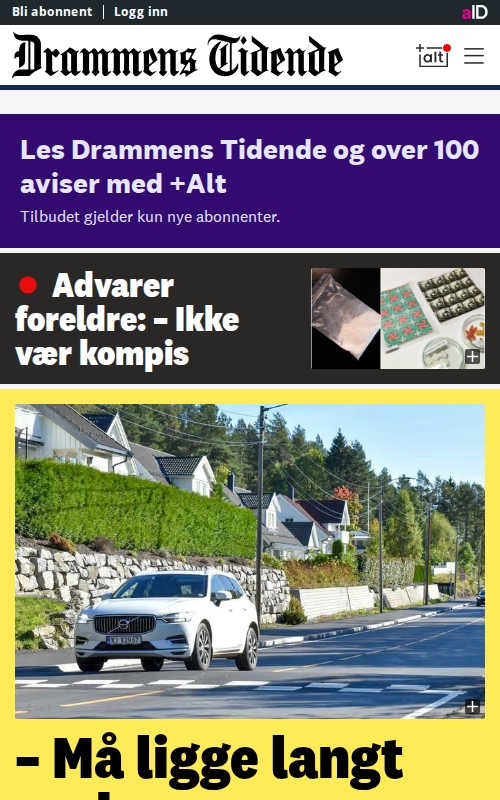 Bli abonnent
Logg inn
aID
Drammens Tidende
+alt
Les Drammens Tidende og over 100
aviser med +Alt
Tilbudet gjelder kun nye abonnenter.
Advarer
foreldre: – Ikke
vær kompis
– Må ligge langt